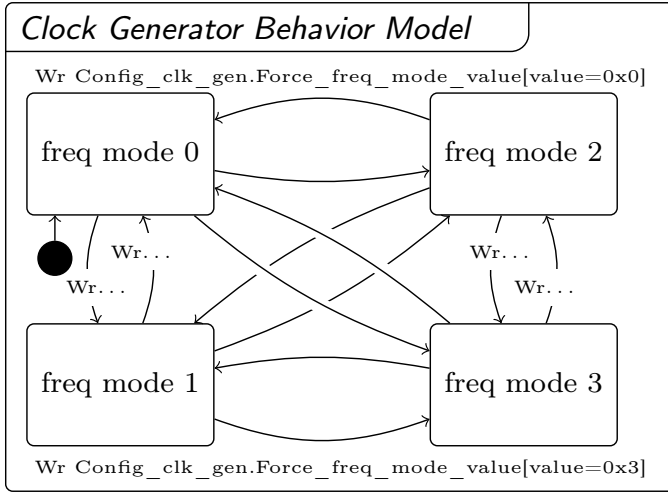 Clock Generator Behavior Model
Wr Config_clk_gen.Force_freq_mode_value[value=0x0]
freq mode 0
freq mode 2
Wr...
Wr...
Wr...
Wr...
freq mode 1
freq mode 3
Wr Config_clk_gen.Force_freq_mode_value[value=0x3]